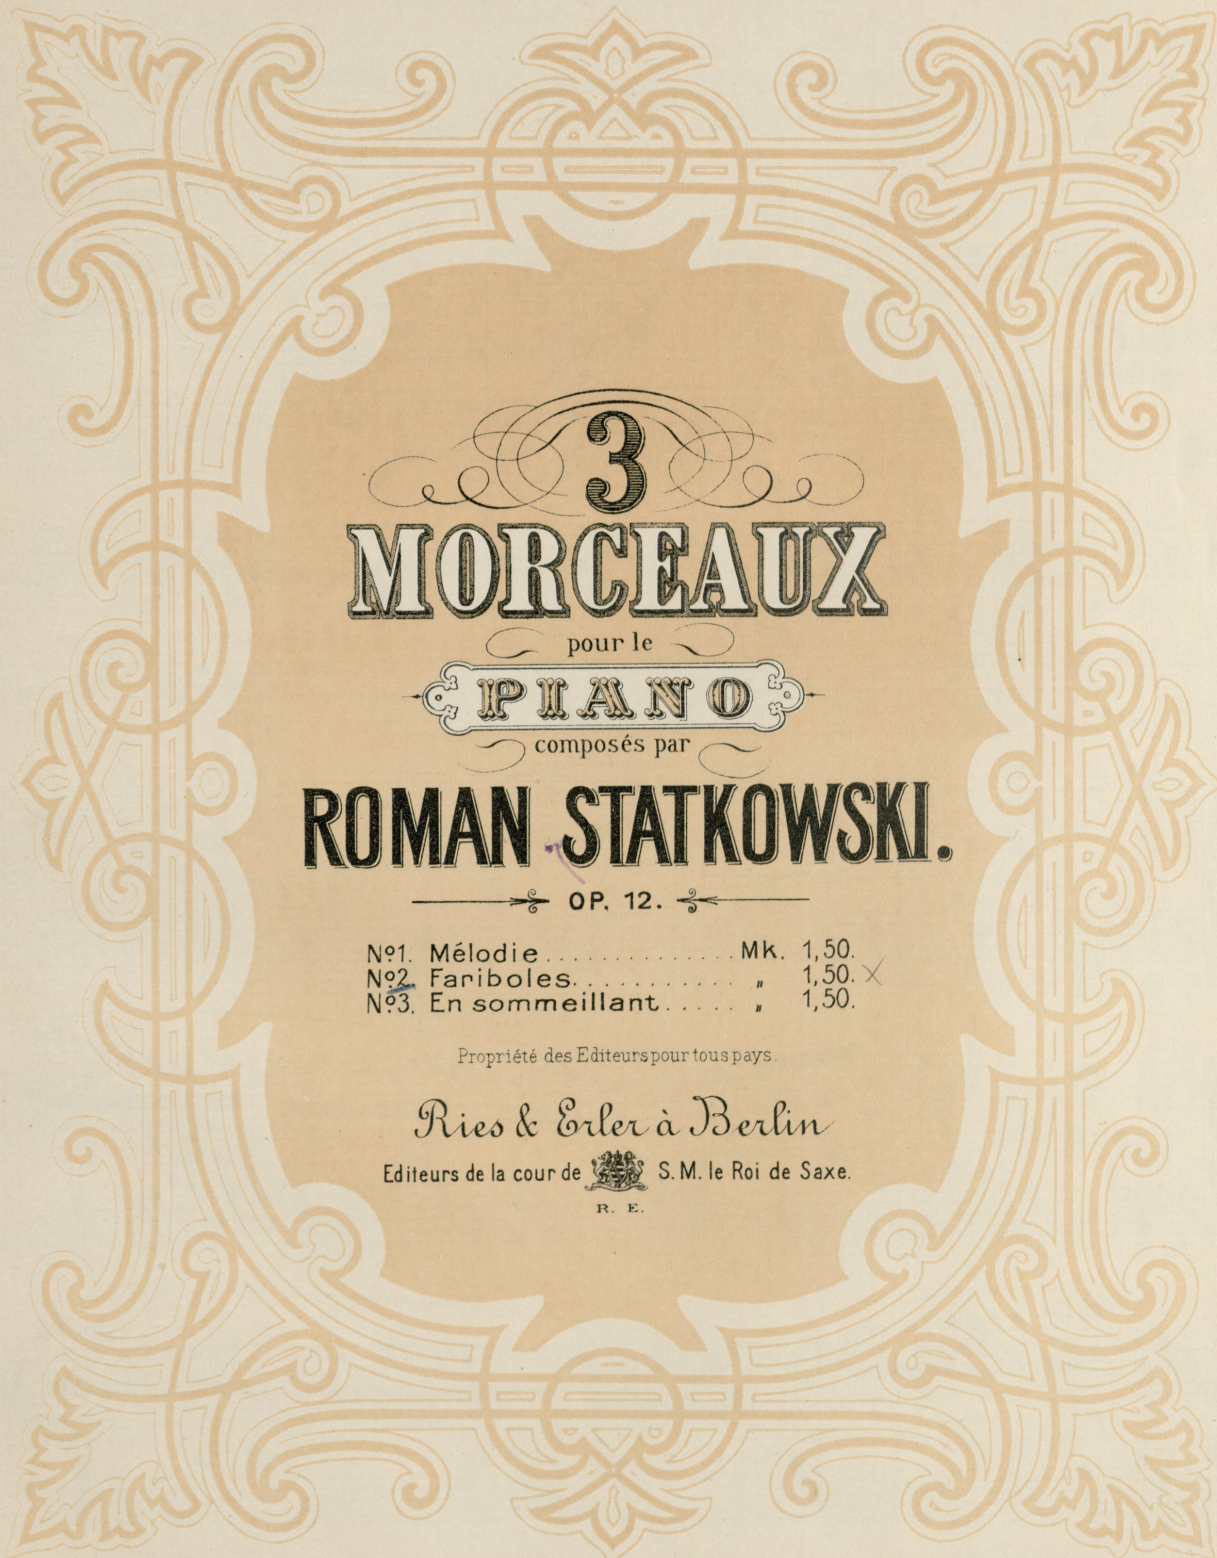 3
MORCEAUX
pour le
PIANO
composés par
ROMAN STATKOWSKI.
OP. 12.
Nº1. Mélodie.............. Mk. 1,50.
Nº2. Fariboles............ „ 1,50. X
Nº3. En sommeillant..... „ 1,50.
Propriété des Editeurs pour tous pays.
Ries & Erler à Berlin
Editeurs de la cour de S. M. le Roi de Saxe.
R. E.